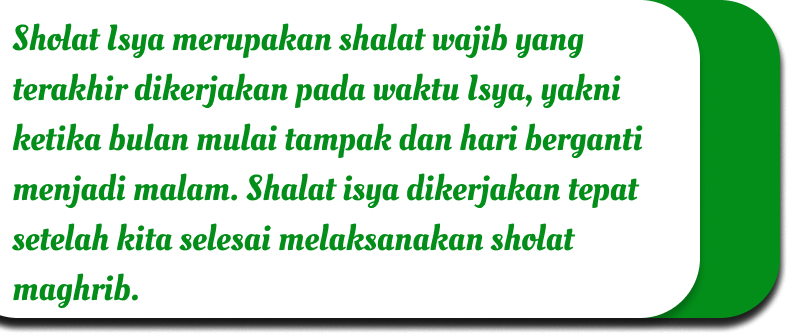 Sholat Isya merupakan shalat wajib yang
terakhir dikerjakan pada waktu Isya, yakni
ketika bulan mulai tampak dan hari berganti
menjadi malam. Shalat isya dikerjakan tepat
setelah kita selesai melaksanakan sholat
maghrib.